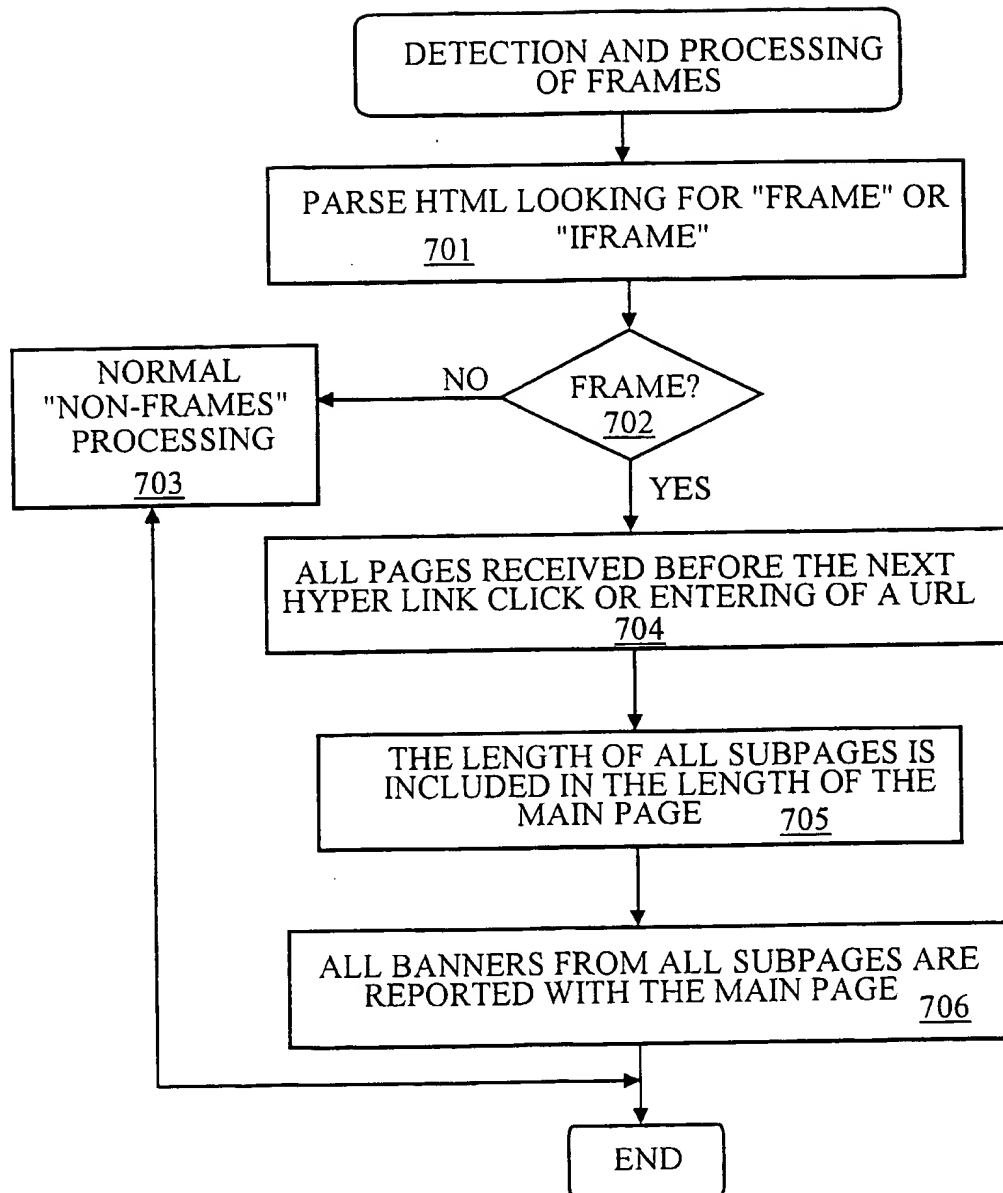 DETECTION AND PROCESSING
OF FRAMES
PARSE HTML LOOKING FOR "FRAME" OR
"IFRAME"
701
FRAME?
702
NO
NORMAL
"NON-FRAMES"
PROCESSING
703
YES
ALL PAGES RECEIVED BEFORE THE NEXT
HYPER LINK CLICK OR ENTERING OF A URL
704
THE LENGTH OF ALL SUBPAGES IS
INCLUDED IN THE LENGTH OF THE
MAIN PAGE 705
ALL BANNERS FROM ALL SUBPAGES ARE
REPORTED WITH THE MAIN PAGE 706
END